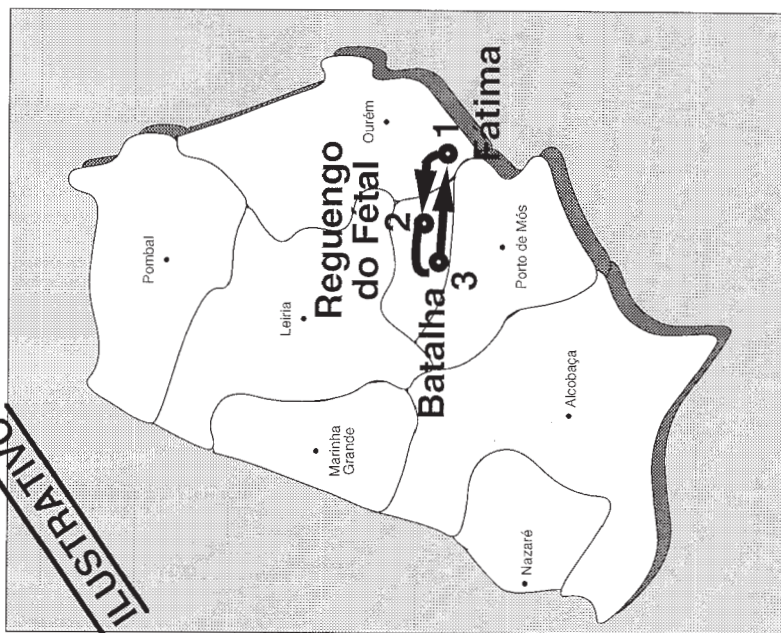 ILUSTRATIVO
Pombal
Ourém
Leiria
Reguengo
do Fetal
Marinha
Grande
Batalha
1
2
3
Fátima
Porto de Mós
Alcobaça
Nazaré